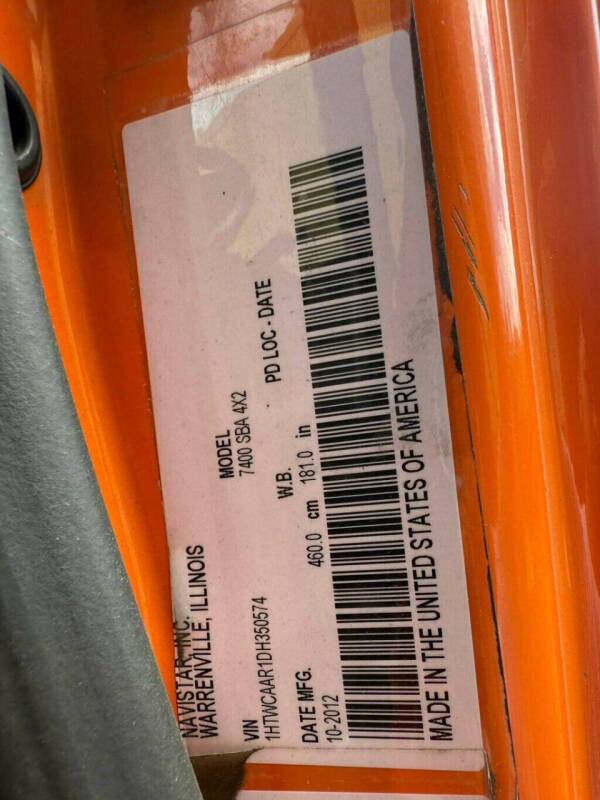 NAVISTAR INC.
WARRENVILLE, ILLINOIS
VIN
1HTWCAAR1DH350574
MODEL
7400 SBA 4X2
DATE MFG.
10-2012
W.B.
460.0 cm 181.0 in
PD LOC - DATE
MADE IN THE UNITED STATES OF AMERICA